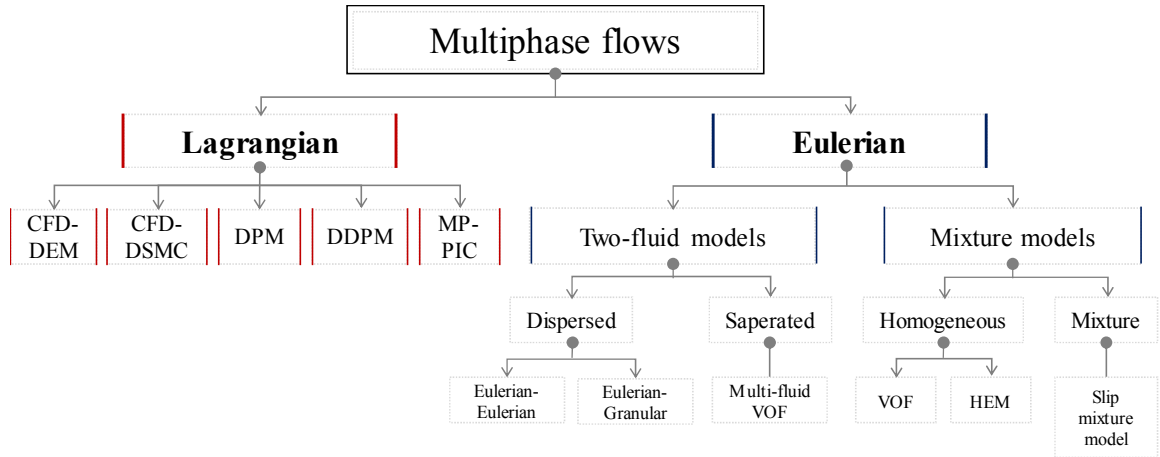 Multiphase flows
Lagrangian
Eulerian
CFD-
DEM
CFD-
DSMC
DPM
DDPM
MP-
PIC
Two-fluid models
Mixture models
Dispersed
Saperated
Homogeneous
Mixture
Eulerian-
Eulerian
Eulerian-
Granular
Multi-fluid
VOF
VOF
HEM
Slip
mixture
model